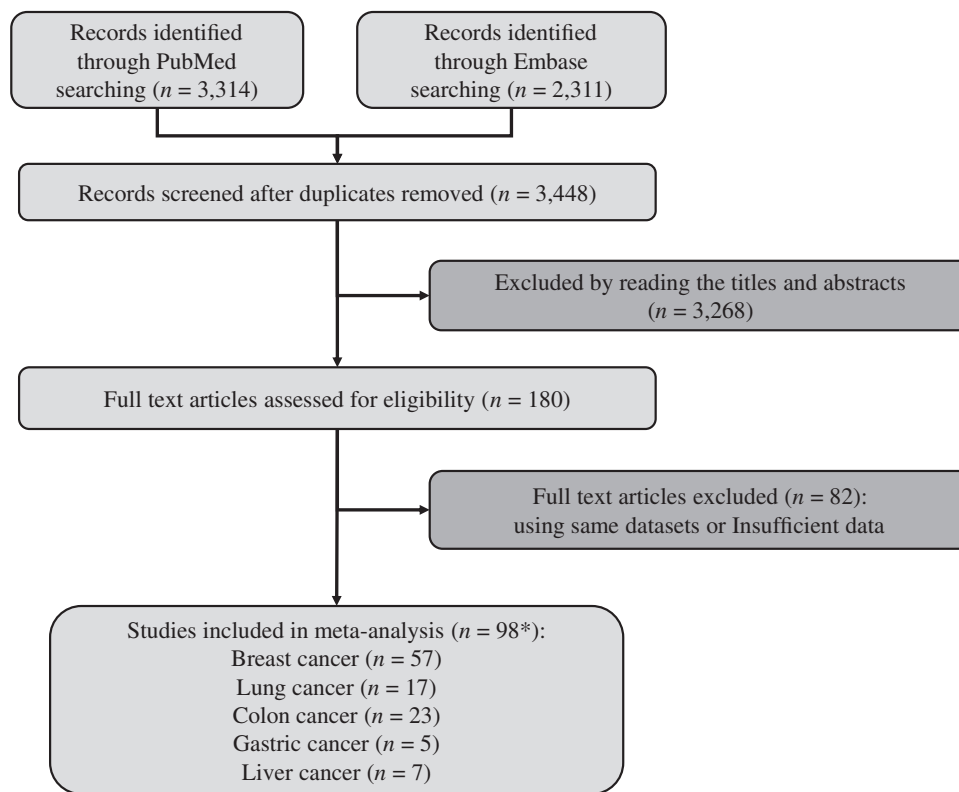 Records identified
through PubMed
searching (n = 3,314)
Records identified
through Embase
searching (n = 2,311)
Records screened after duplicates removed (n = 3,448)
Excluded by reading the titles and abstracts
(n = 3,268)
Full text articles assessed for eligibility (n = 180)
Full text articles excluded (n = 82):
using same datasets or Insufficient data
Studies included in meta-analysis (n = 98*):
Breast cancer (n = 57)
Lung cancer (n = 17)
Colon cancer (n = 23)
Gastric cancer (n = 5)
Liver cancer (n = 7)